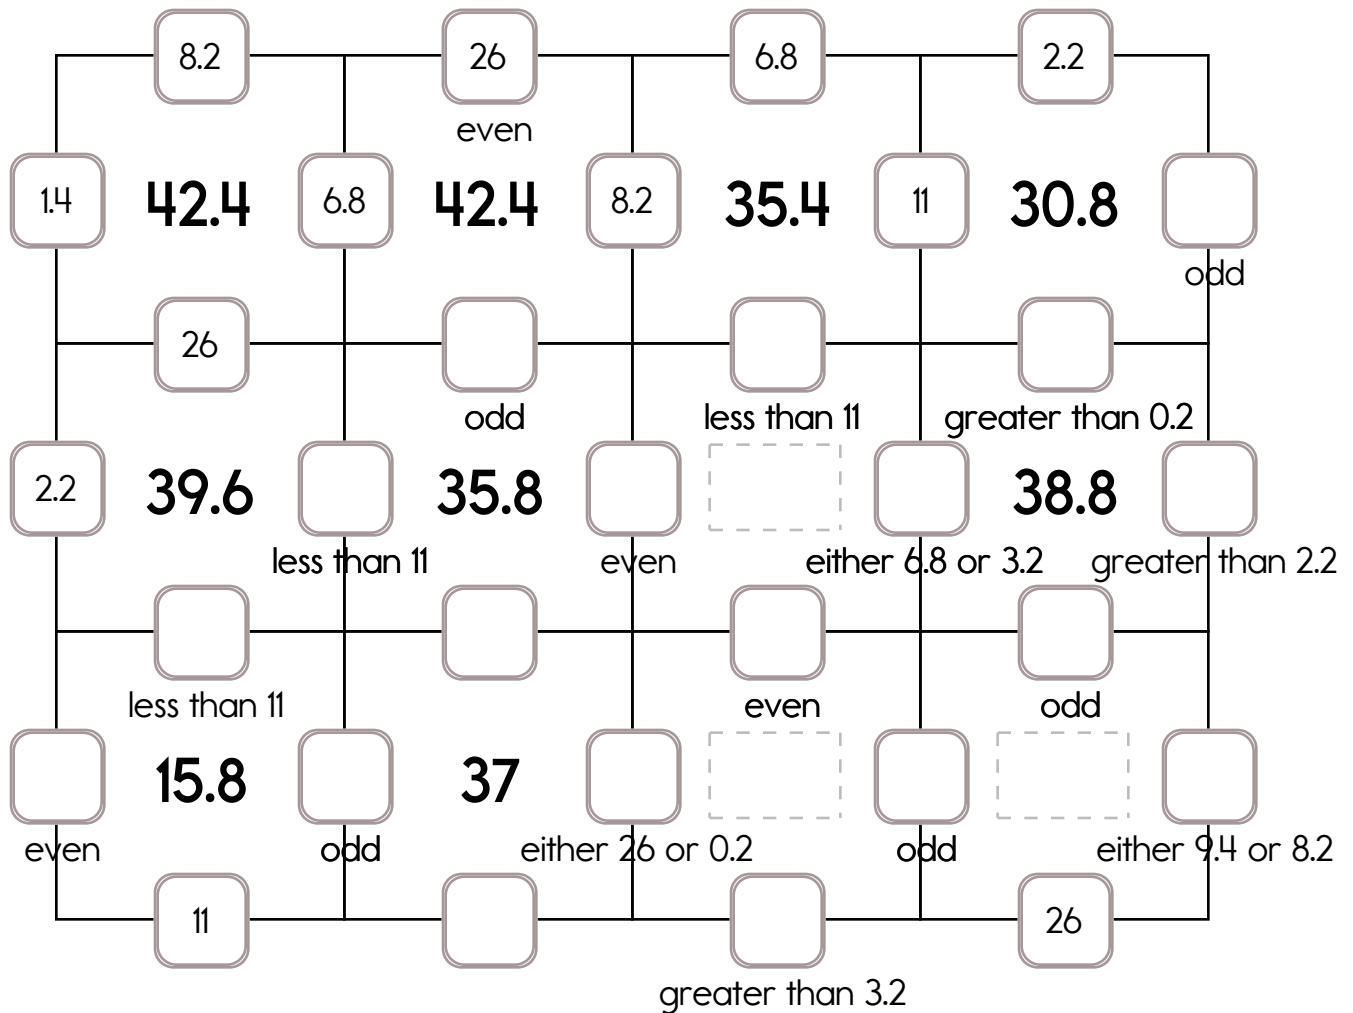 8.2 26 6.8 2.2
even
1.4 42.4 6.8 42.4 8.2 35.4 11 30.8
odd
26
odd less than 11 greater than 0.2
2.2 39.6 35.8 38.8
less than 11 even either 6.8 or 3.2 greater than 2.2
less than 11 even odd
15.8 37
even odd either 26 or 0.2 odd either 9.4 or 8.2
11 26
greater than 3.2